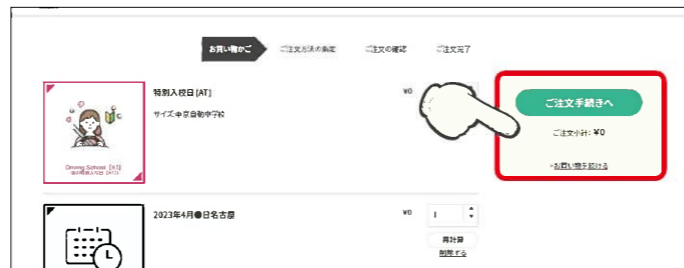 お買い物かご
ご注文方法の指定
ご注文の確認
ご注文完了
特別入校日 [AT]
¥0
サイズ:中京自動車学校
Driving School [AT]
ご注文手続きへ
ご注文小計: ¥0
>お買い物を続ける
2023年4月●日名古屋
¥0
1
再計算
削除する